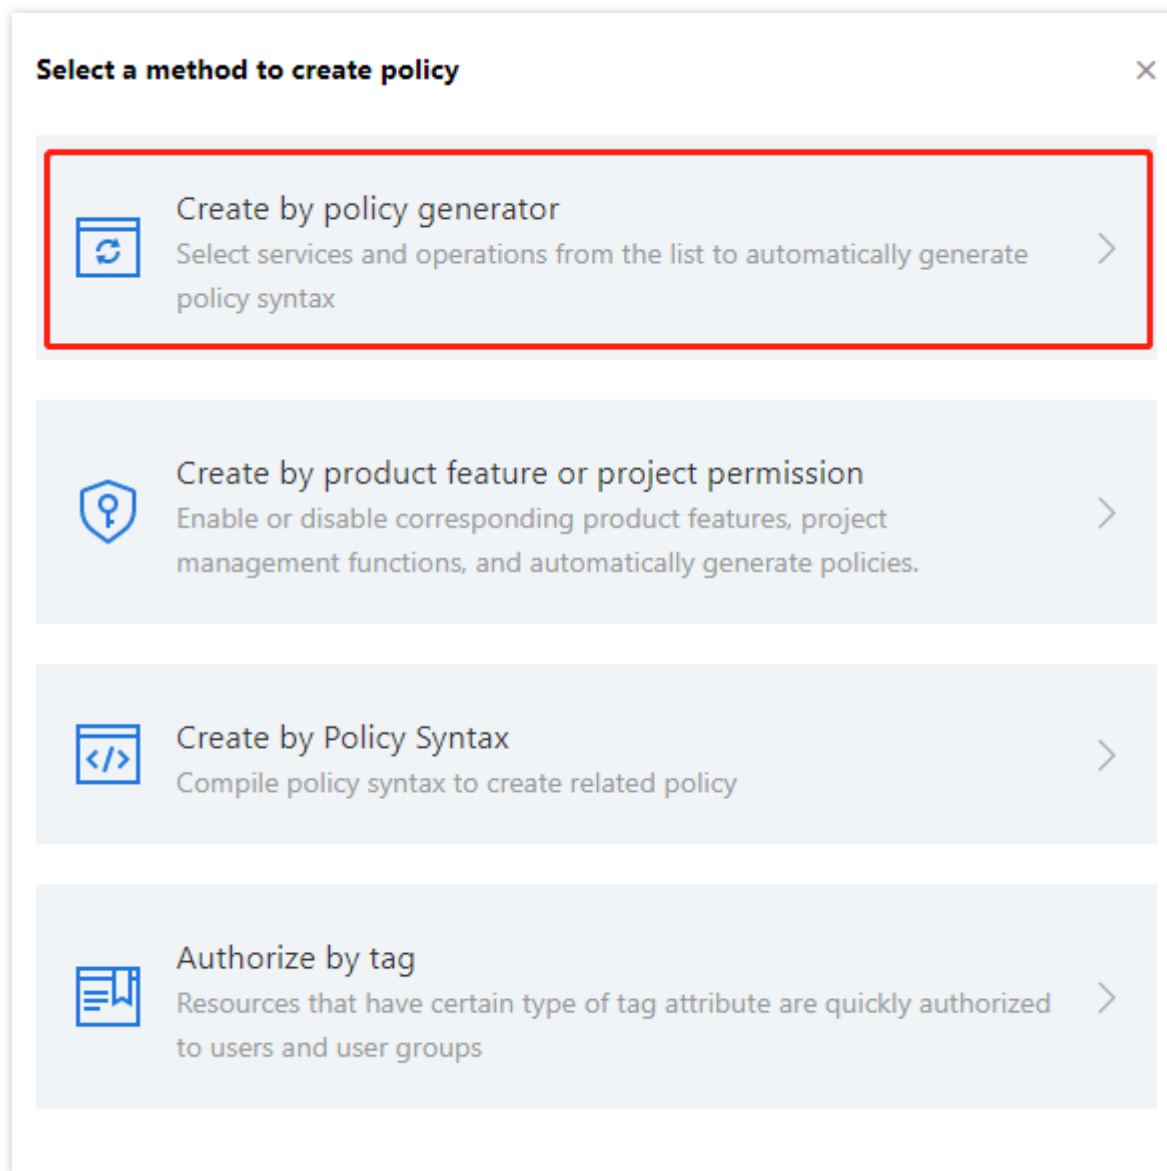 Select a method to create policy
Create by policy generator
Select services and operations from the list to automatically generate
policy syntax
Create by product feature or project permission
Enable or disable corresponding product features, project
management functions, and automatically generate policies.
Create by Policy Syntax
Compile policy syntax to create related policy
Authorize by tag
Resources that have certain type of tag attribute are quickly authorized
to users and user groups